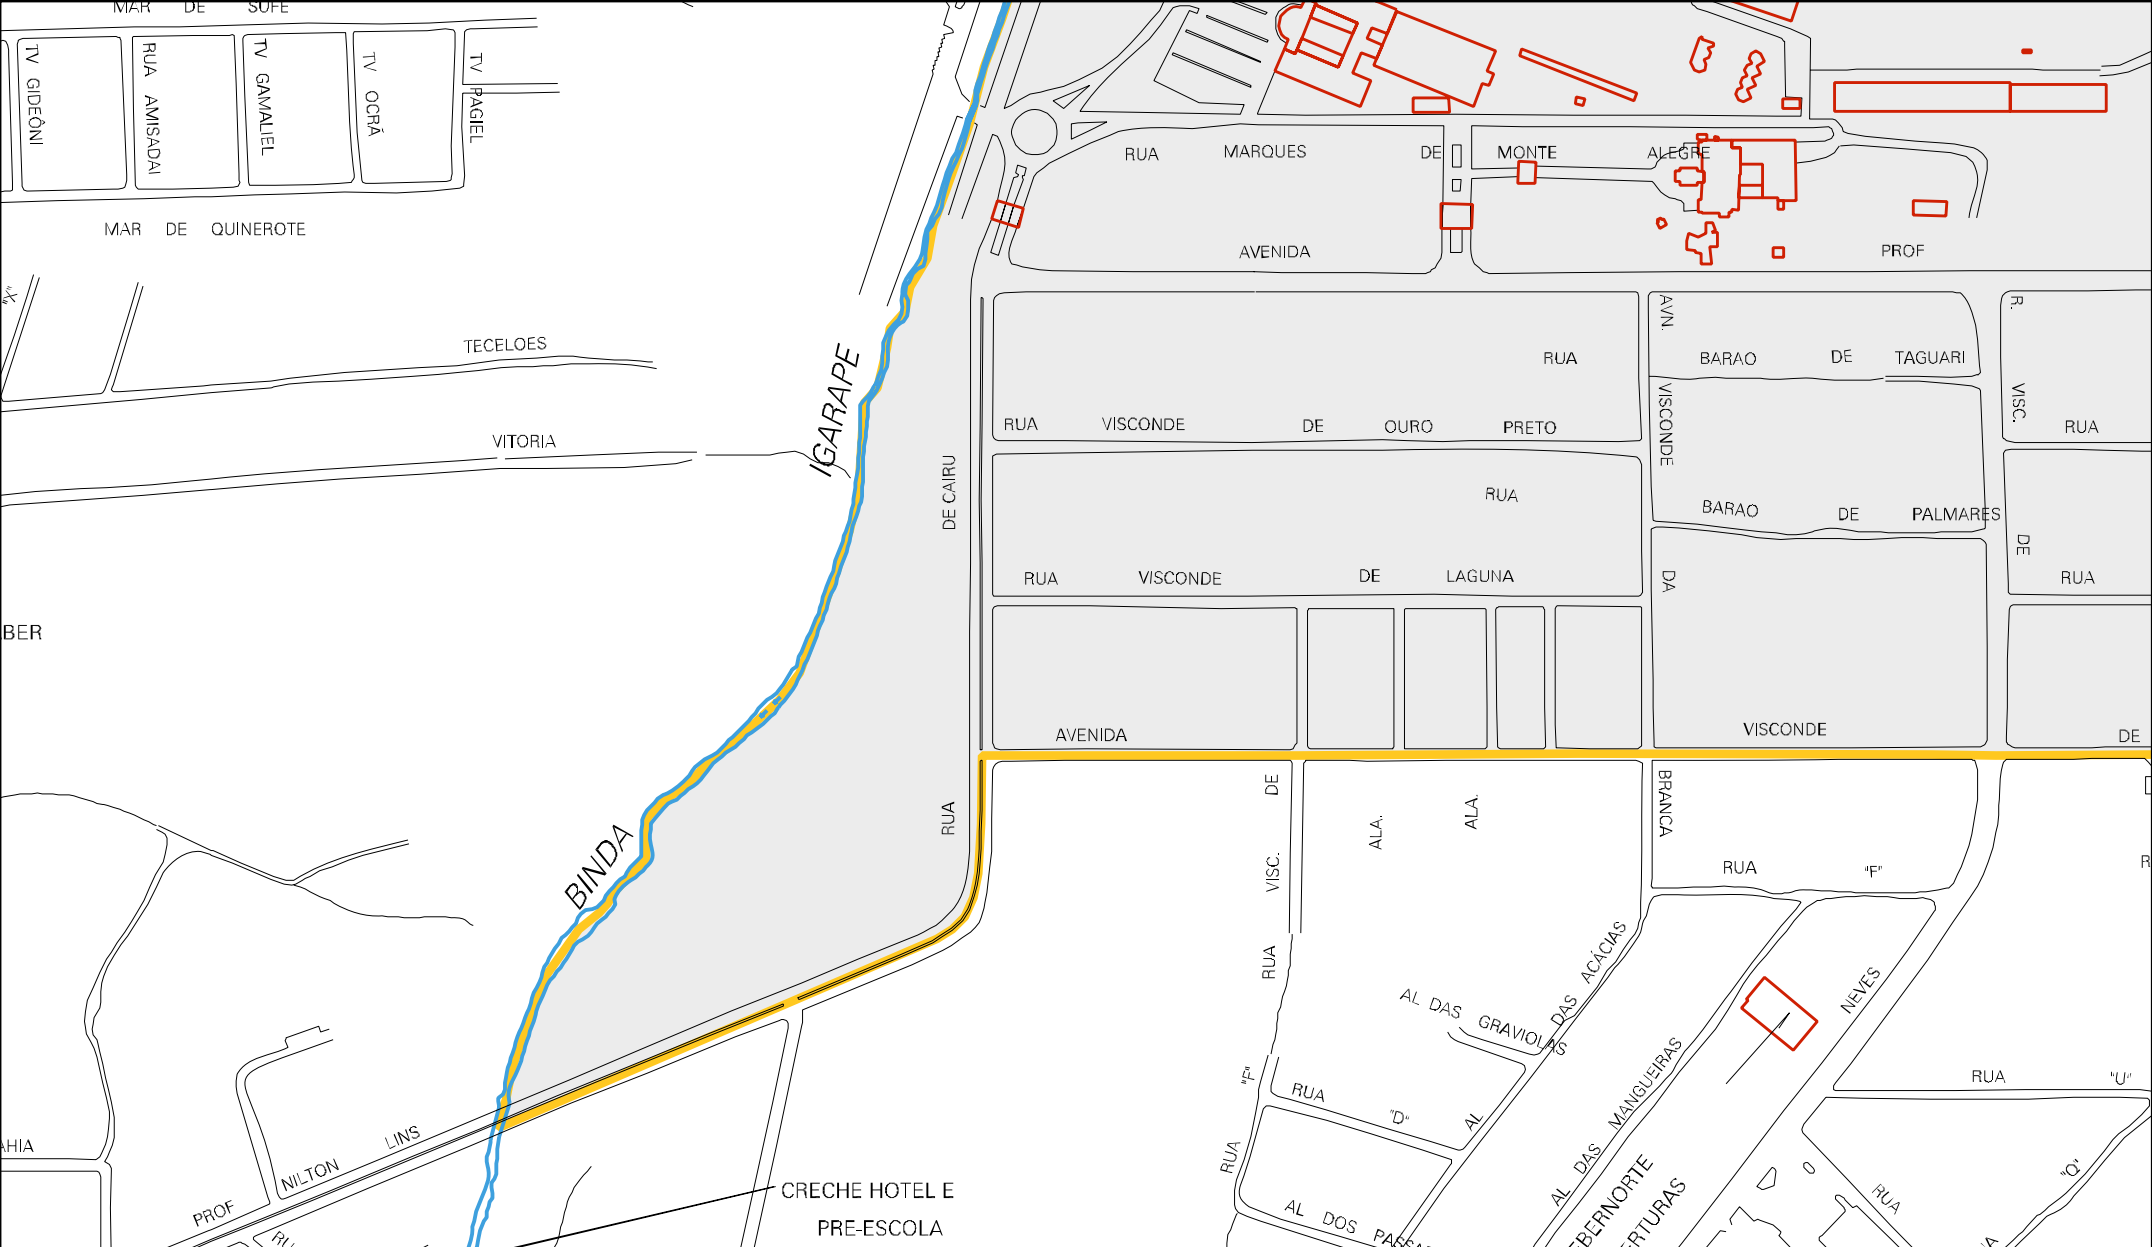 MAR DE SUFE
TV GIDEÔNI
RUA AMISADAI
TV GAMALIEL
TV OCRÃ
TV PAGIEL
MAR DE QUINEROTE
"X"
TECELOES
VITORIA
IGARAPE
BINDA
RUA MARQUES DE MONTE ALEGRE
AVENIDA PROF
RUA BARAO DE TAGUARI
RUA VISCONDE DE OURO PRETO
RUA
RUA BARAO DE PALMARES
RUA VISCONDE DE LAGUNA
RUA
AVENIDA VISCONDE DE
RUA DE CAIRU
AVN. VISCONDE DA BRANCA
R. VISC. DE
BER
RUA VISC. DE
ALA.
ALA.
RUA "F"
R
AL DAS ACÁCIAS
AL DAS GRAVIOLAS
AL DAS MANGUEIRAS
NEVES
RUA "F"
RUA "D"
RUA "U"
"Q"
RUA
AL DOS
BERNORTE
ERTURAS
AHIA
PROF NILTON LINS
CRECHE HOTEL E
PRE-ESCOLA